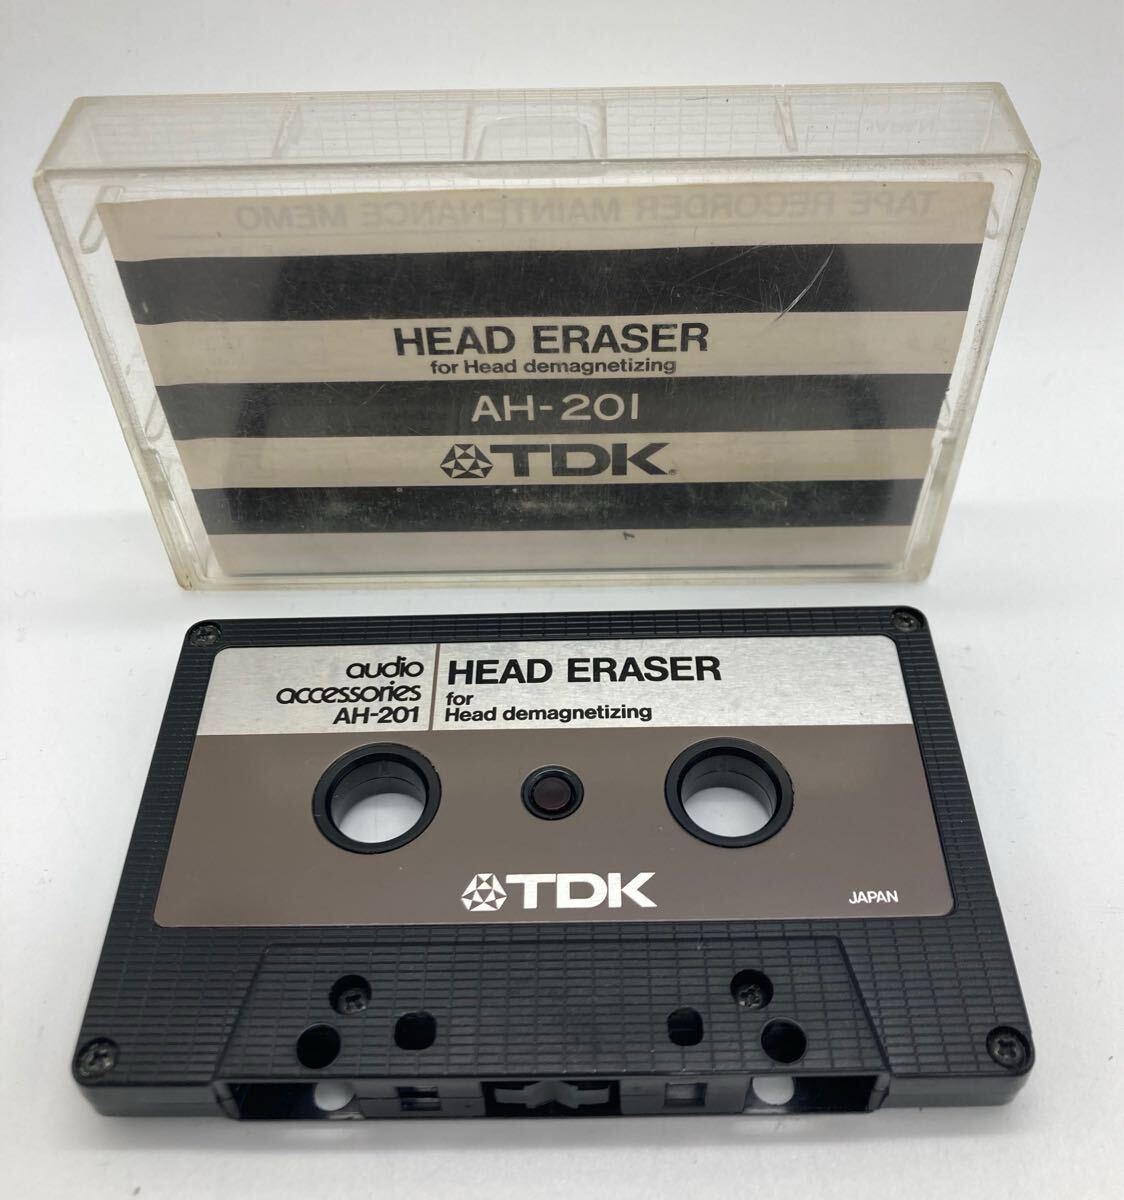 TAPE RECORDER MAINTENANCE MEMO
HEAD ERASER
for Head demagnetizing
AH-201
TDK®
audio
accessories
AH-201
HEAD ERASER
for
Head demagnetizing
TDK
JAPAN